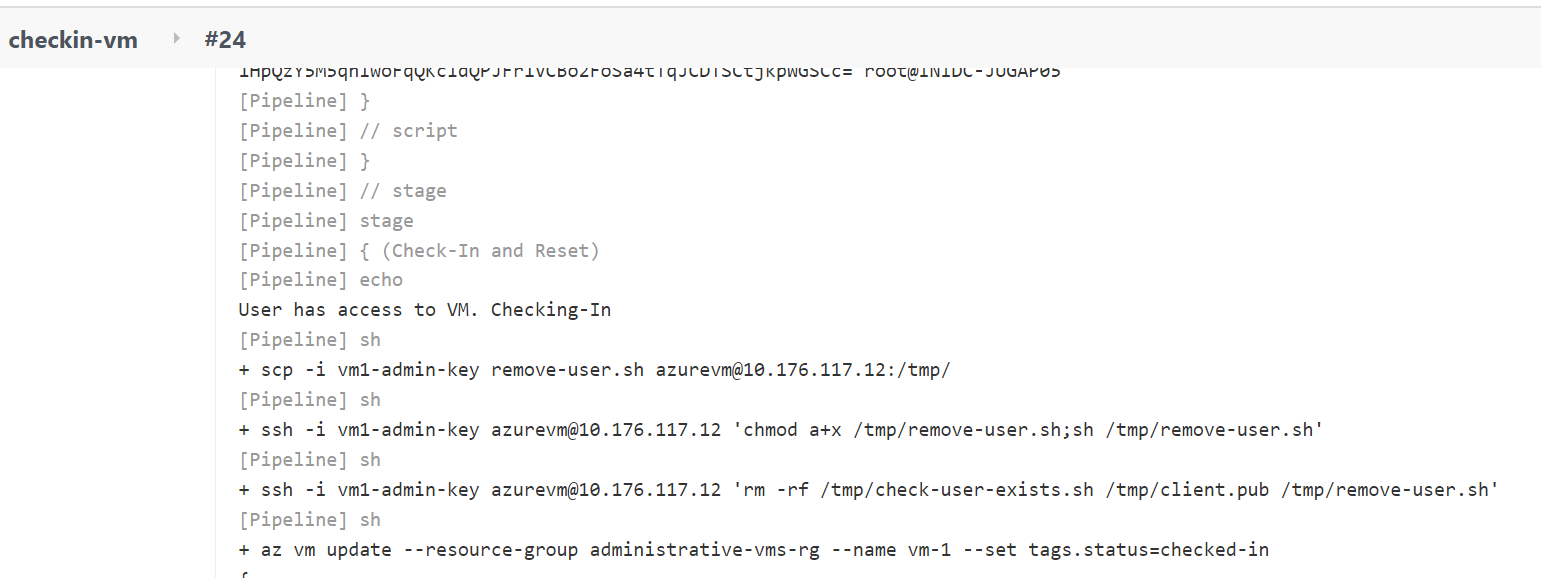 checkin-vm #24
root@INIDC-JUGAP05
[Pipeline] }
[Pipeline] // script
[Pipeline] }
[Pipeline] // stage
[Pipeline] stage
[Pipeline] { (Check-In and Reset)
[Pipeline] echo
User has access to VM. Checking-In
[Pipeline] sh
+ scp -i vm1-admin-key remove-user.sh azurevm@10.176.117.12:/tmp/
[Pipeline] sh
+ ssh -i vm1-admin-key azurevm@10.176.117.12 'chmod a+x /tmp/remove-user.sh;sh /tmp/remove-user.sh'
[Pipeline] sh
+ ssh -i vm1-admin-key azurevm@10.176.117.12 'rm -rf /tmp/check-user-exists.sh /tmp/client.pub /tmp/remove-user.sh'
[Pipeline] sh
+ az vm update --resource-group administrative-vms-rg --name vm-1 --set tags.status=checked-in